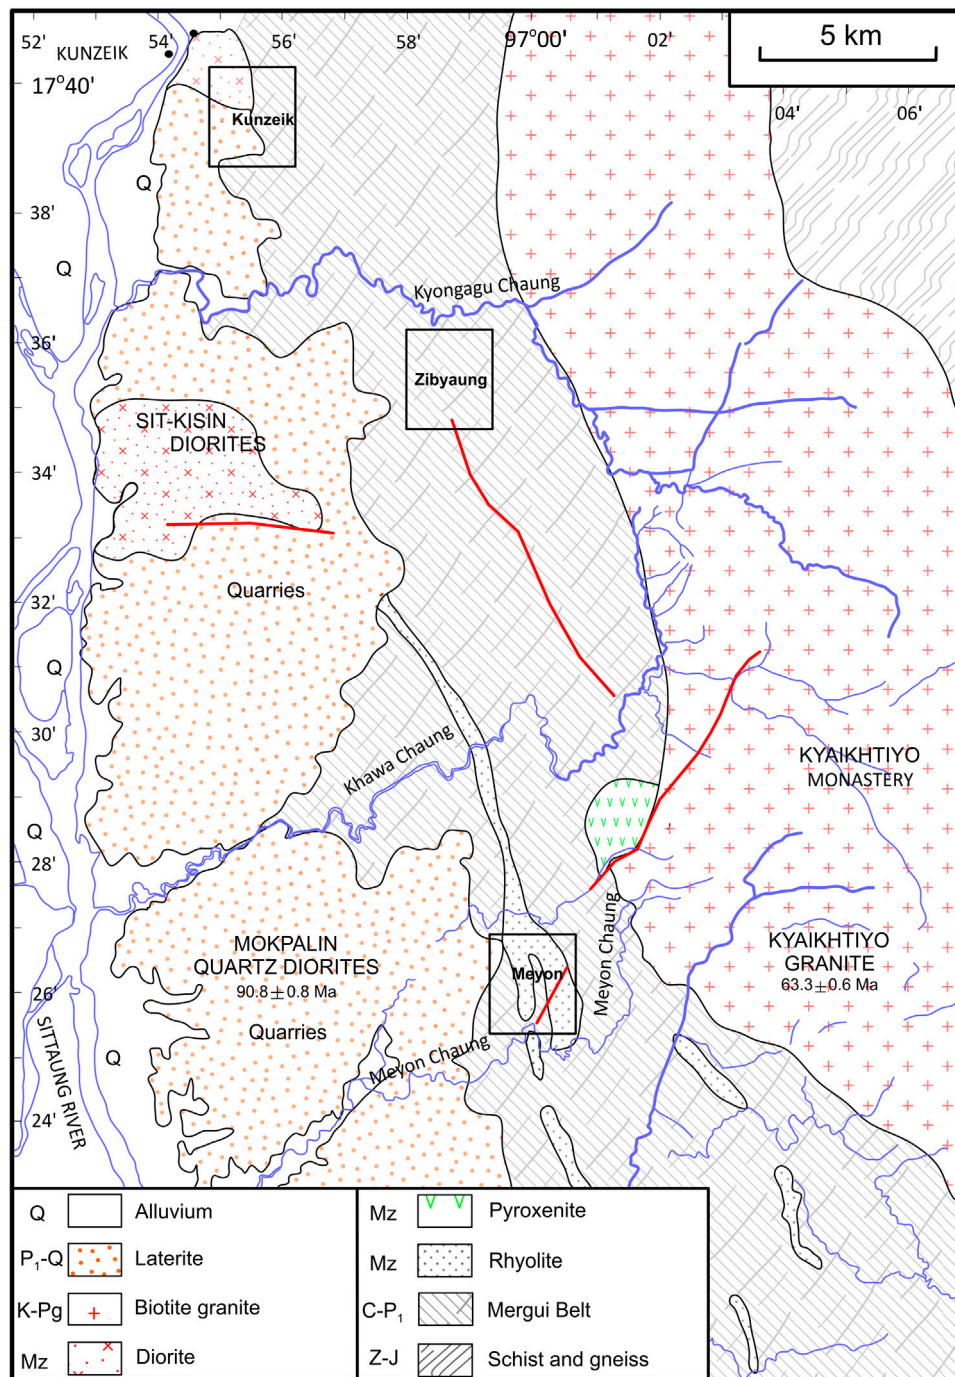 52'
54'
56'
58'
97°00'
02'
5 km
KUNZEIK
17°40'
04'
06'
Kunzeik
Q
38'
Q
Kyongagu Chaung
36'
Zibyaung
SIT-KISIN
DIORITES
34'
Quarries
32'
Q
30'
Khawa Chaung
KYAIKHTIYO
MONASTERY
Q
28'
Meyon Chaung
MOKPALIN
QUARTZ DIORITES
90.8±0.8 Ma
KYAIKHTIYO
GRANITE
63.3±0.6 Ma
Meyon
26'
Quarries
SITTAUNG RIVER
Q
Meyon Chaung
24'
Q Alluvium
P₁-Q Laterite
K-Pg Biotite granite
Mz Diorite
Mz Pyroxenite
Mz Rhyolite
C-P₁ Mergui Belt
Z-J Schist and gneiss